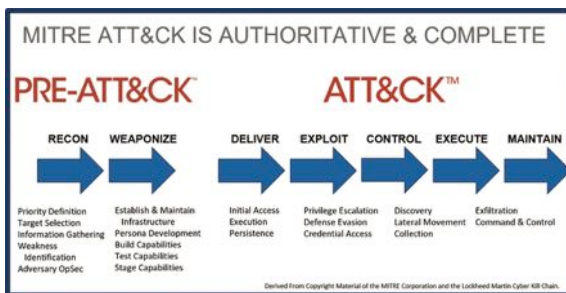 MITRE ATT&CK IS AUTHORITATIVE & COMPLETE
PRE-ATT&CK™
ATT&CK™
RECON
WEAPONIZE
DELIVER
EXPLOIT
CONTROL
EXECUTE
MAINTAIN
Priority Definition
Target Selection
Information Gathering
Weakness
Identification
Adversary OpSec
Establish & Maintain
Infrastructure
Persona Development
Build Capabilities
Test Capabilities
Stage Capabilities
Initial Access
Execution
Persistence
Privilege Escalation
Defense Evasion
Credential Access
Discovery
Lateral Movement
Collection
Exfiltration
Command & Control
Derived From Copyright Material of the MITRE Corporation and the Lockheed Martin Cyber Kill Chain.